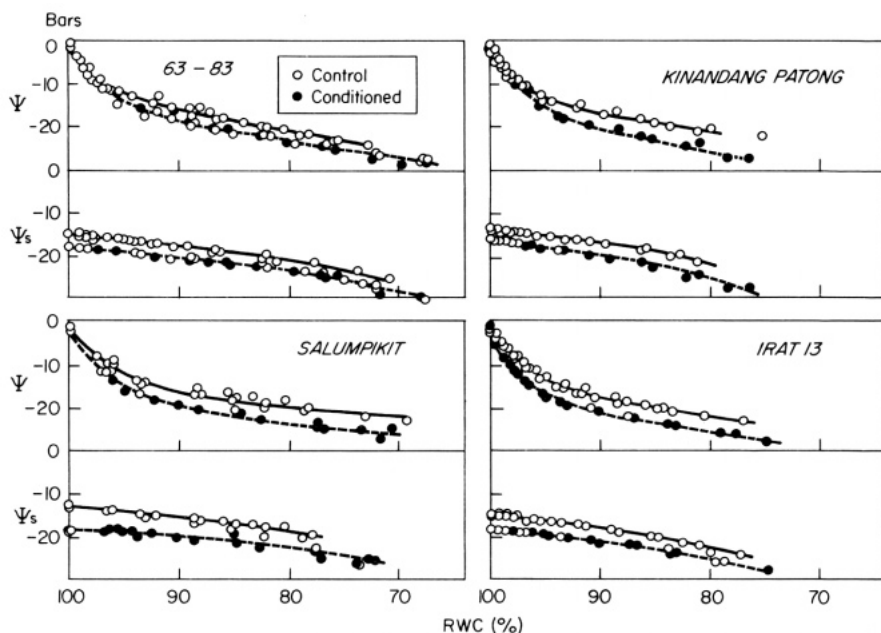 Bars
0
-10
-20
0
Ψ
63 - 83
Control
Conditioned
KINANDANG PATONG
-10
-20
Ψs
0
-10
-20
0
Ψ
SALUMPIKIT
IRAT 13
-10
-20
Ψs
100 90 80 70 100 90 80 70
RWC (%)